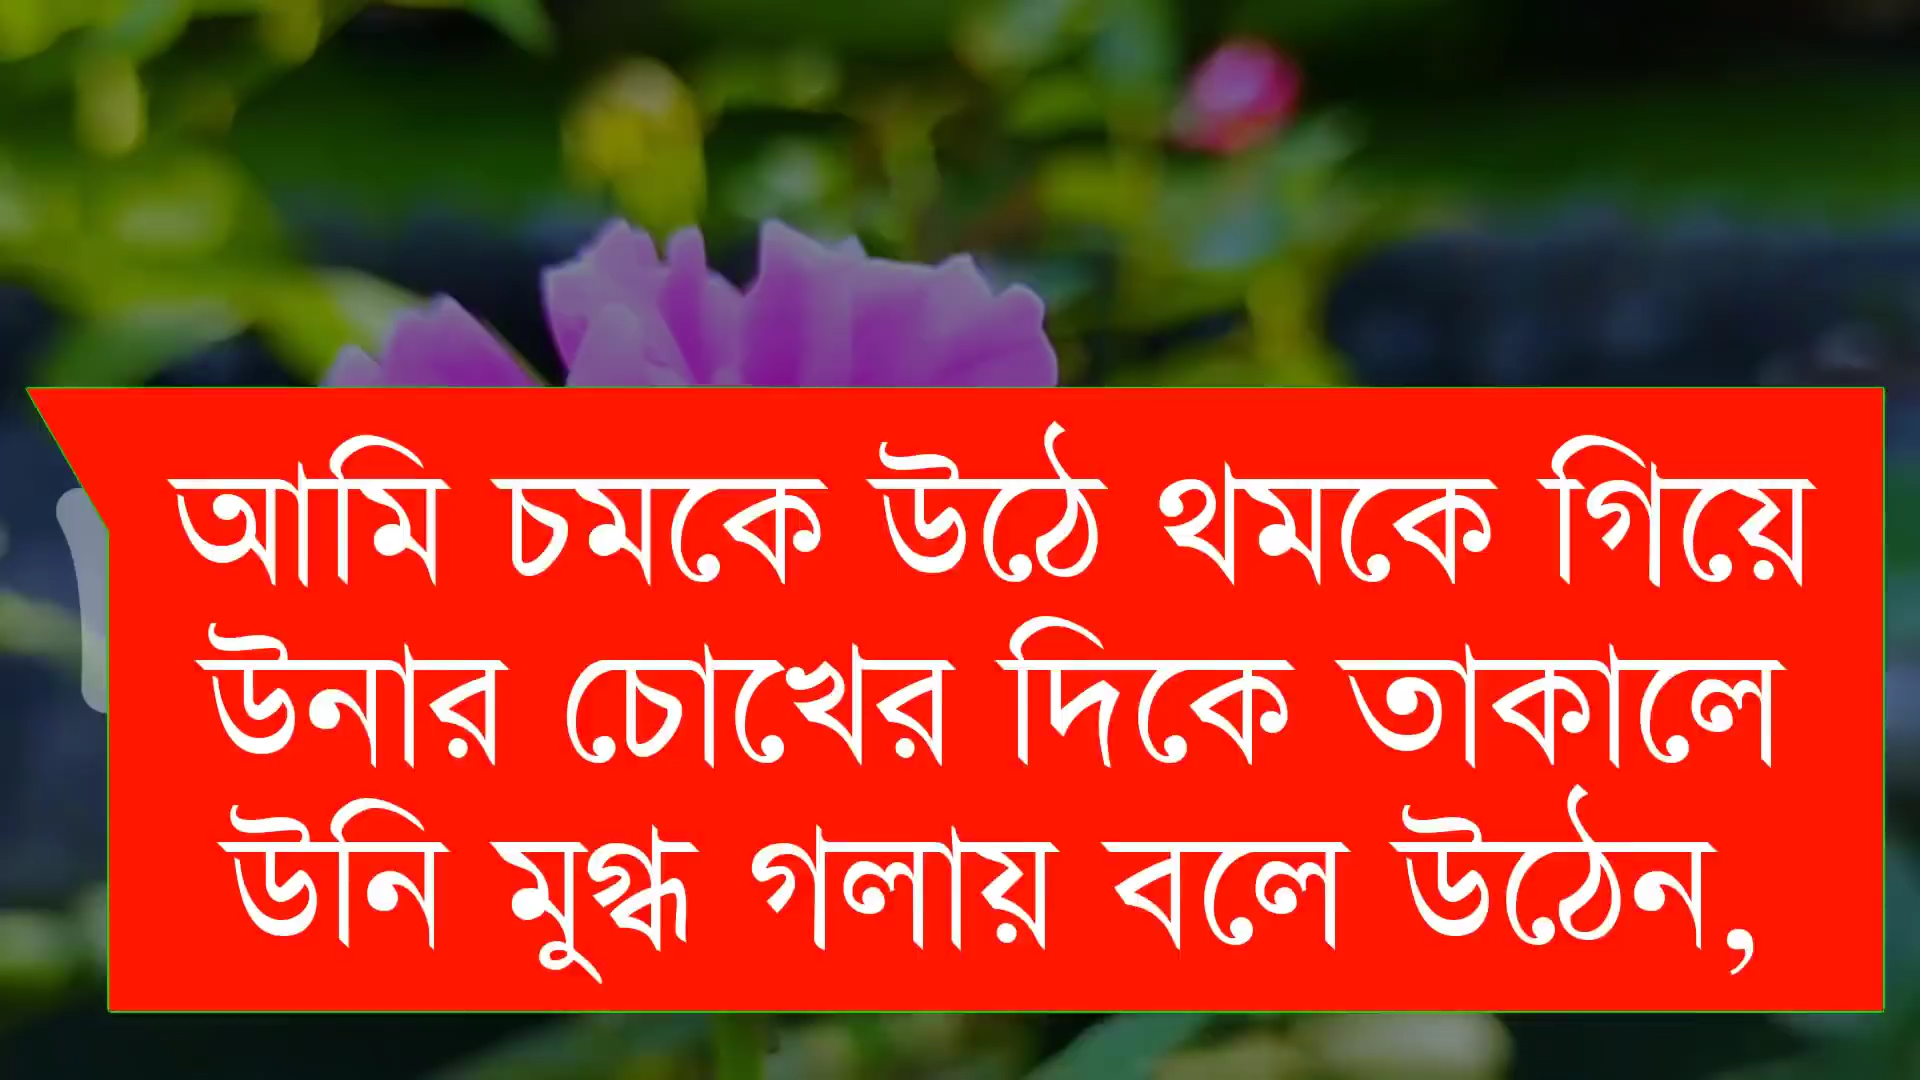 আমি চমকে উঠে থমকে গিয়ে
উনার চোখের দিকে তাকালে
উনি মুগ্ধ গলায় বলে উঠেন,